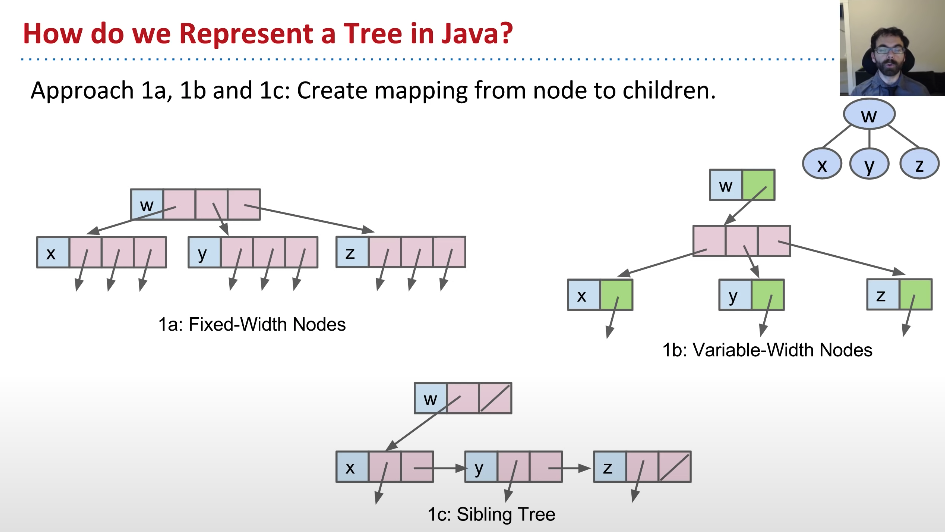 How do we Represent a Tree in Java?
Approach 1a, 1b and 1c: Create mapping from node to children.
w
x y z
w
x y z
1a: Fixed-Width Nodes
w
x y z
1b: Variable-Width Nodes
w
x y z
1c: Sibling Tree